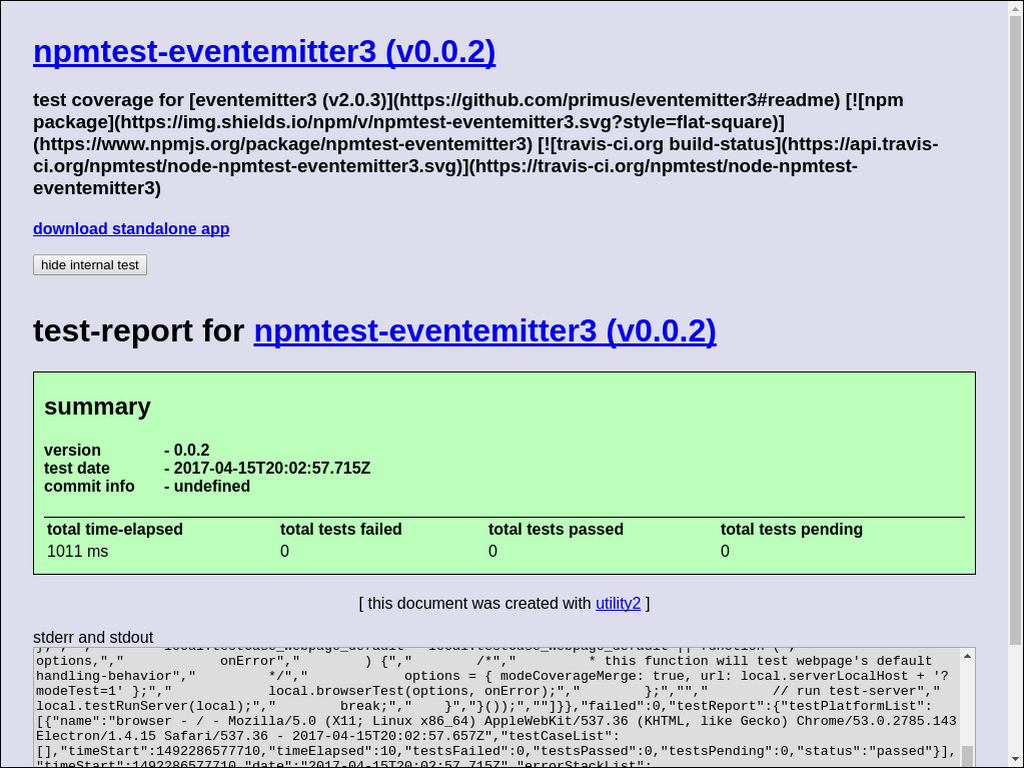 npmtest-eventemitter3 (v0.0.2)
test coverage for [eventemitter3 (v2.0.3)](https://github.com/primus/eventemitter3#readme) [![npm
package](https://img.shields.io/npm/v/npmtest-eventemitter3.svg?style=flat-square)]
(https://www.npmjs.org/package/npmtest-eventemitter3) [![travis-ci.org build-status](https://api.travis-
ci.org/npmtest/node-npmtest-eventemitter3.svg)](https://travis-ci.org/npmtest/node-npmtest-
eventemitter3)
download standalone app
hide internal test
test-report for npmtest-eventemitter3 (v0.0.2)
summary
version - 0.0.2
test date - 2017-04-15T20:02:57.715Z
commit info - undefined
total time-elapsed total tests failed total tests passed total tests pending
1011 ms 0 0 0
[ this document was created with utility2 ]
stderr and stdout
options,"," onError"," ) {"," /*"," * this function will test webpage's default
handling-behavior"," */"," options = { modeCoverageMerge: true, url: local.serverLocalHost + '?
modeTest=1' };"," local.browserTest(options, onError);"," };",""," // run test-server","
local.testRunServer(local);"," break;"," }","}());",""]}},"failed":0,"testReport":{"testPlatformList":
[{"name":"browser - / - Mozilla/5.0 (X11; Linux x86_64) AppleWebKit/537.36 (KHTML, like Gecko) Chrome/53.0.2785.143
Electron/1.4.15 Safari/537.36 - 2017-04-15T20:02:57.657Z","testCaseList":
[],"timeStart":1492286577710,"timeElapsed":10,"testsFailed":0,"testsPassed":0,"testsPending":0,"status":"passed"}],
"timeStart":1492286577710,"date":"2017-04-15T20:02:57.715Z","errorStackList":